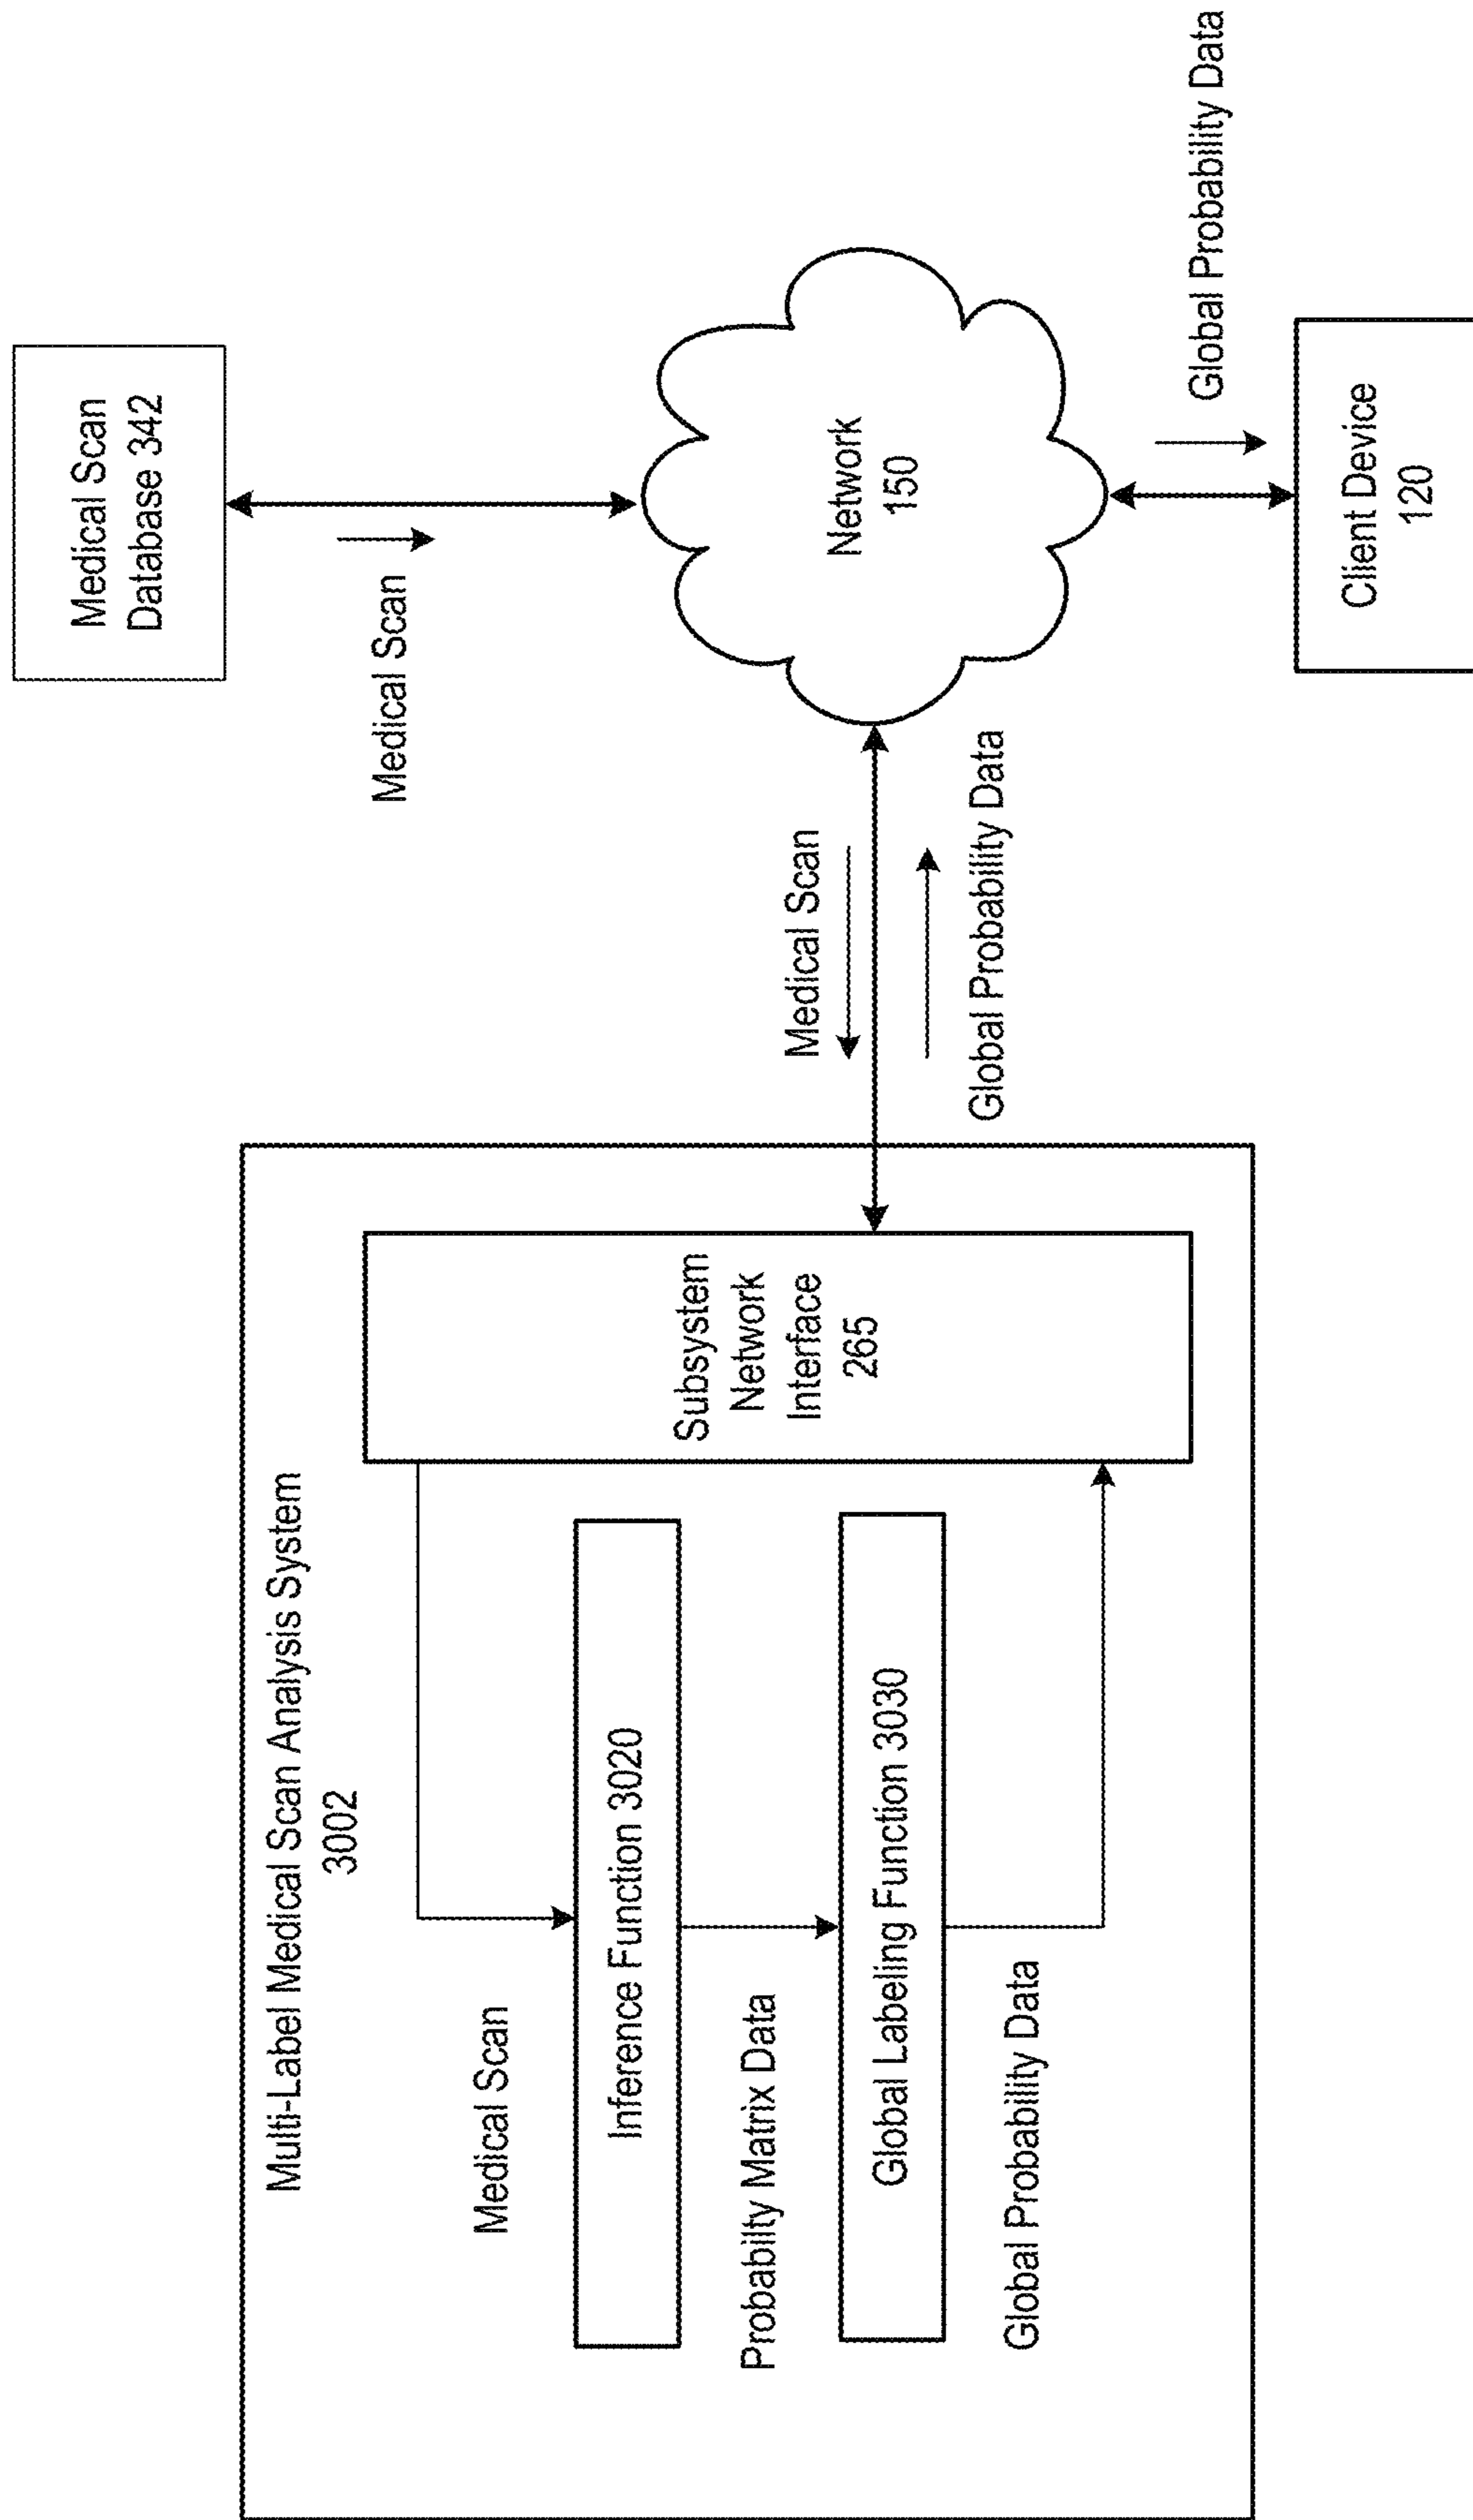 Multi-Label Medical Scan Analysis System
3002
Medical Scan
Inference Function 3020
Probabilty Matrix Data
Global Labeling Function 3030
Global Probability Data
Subsystem
Network
Interface
265
Medical Scan
Global Probability Data
Medical Scan
Database 342
Medical Scan
Network
150
Global Probability Data
Client Device
120